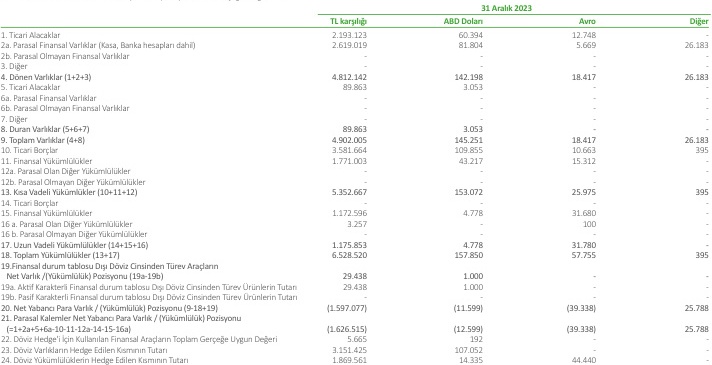 31 Aralık 2023
TL karşılığı ABD Doları Avro Diğer
1. Ticari Alacaklar 2.193.123 60.394 12.748 -
2a. Parasal Finansal Varlıklar (Kasa, Banka hesapları dahil) 2.619.019 81.804 5.669 26.183
2b. Parasal Olmayan Finansal Varlıklar - - - -
3. Diğer - - - -
4. Dönen Varlıklar (1+2+3) 4.812.142 142.198 18.417 26.183
5. Ticari Alacaklar 89.863 3.053 - -
6a. Parasal Finansal Varlıklar - - - -
6b. Parasal Olmayan Finansal Varlıklar - - - -
7. Diğer - - - -
8. Duran Varlıklar (5+6+7) 89.863 3.053 - -
9. Toplam Varlıklar (4+8) 4.902.005 145.251 18.417 26.183
10. Ticari Borçlar 3.581.664 109.855 10.663 395
11. Finansal Yükümlülükler 1.771.003 43.217 15.312 -
12a. Parasal Olan Diğer Yükümlülükler - - - -
12b. Parasal Olmayan Diğer Yükümlülükler - - - -
13. Kısa Vadeli Yükümlülükler (10+11+12) 5.352.667 153.072 25.975 395
14. Ticari Borçlar - - - -
15. Finansal Yükümlülükler 1.172.596 4.778 31.680 -
16 a. Parasal Olan Diğer Yükümlülükler 3.257 - 100 -
16 b. Parasal Olmayan Diğer Yükümlülükler - - - -
17. Uzun Vadeli Yükümlülükler (14+15+16) 1.175.853 4.778 31.780 -
18. Toplam Yükümlülükler (13+17) 6.528.520 157.850 57.755 395
19.Finansal durum tablosu Dışı Döviz Cinsinden Türev Araçların
Net Varlık /(Yükümlülük) Pozisyonu (19a-19b) 29.438 1.000 - -
19a. Aktif Karakterli Finansal durum tablosu Dışı Döviz Cinsinden Türev Ürünlerin Tutarı 29.438 1.000 - -
19b. Pasif Karakterli Finansal durum tablosu Dışı Döviz Cinsinden Türev Ürünlerin Tutarı - - - -
20. Net Yabancı Para Varlık / (Yükümlülük) Pozisyonu (9-18+19) (1.597.077) (11.599) (39.338) 25.788
21. Parasal Kalemler Net Yabancı Para Varlık / (Yükümlülük) Pozisyonu
(=1+2a+5+6a-10-11-12a-14-15-16a) (1.626.515) (12.599) (39.338) 25.788
22. Döviz Hedge'i İçin Kullanılan Finansal Araçların Toplam Gerçeğe Uygun Değeri 5.665 192 - -
23. Döviz Varlıkların Hedge Edilen Kısmının Tutarı 3.151.425 107.052 - -
24. Döviz Yükümlülüklerin Hedge Edilen Kısmının Tutarı 1.869.561 14.335 44.440 -